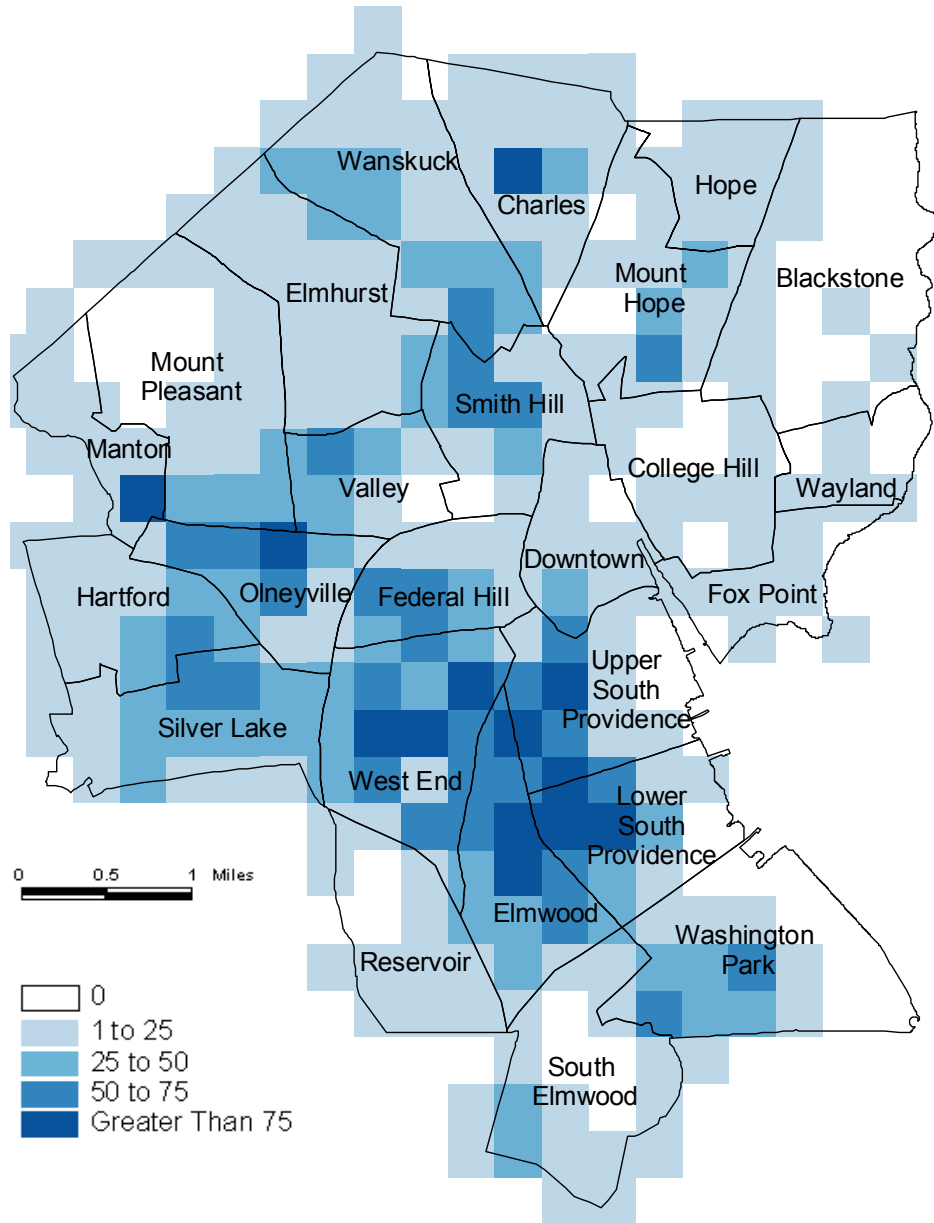 Wanskuck
Charles
Hope
Elmhurst
Mount
Hope
Blackstone
Mount
Pleasant
Smith Hill
Manton
Valley
College Hill
Wayland
Downtown
Hartford
Olneyville
Federal Hill
Fox Point
Upper
South
Providence
Silver Lake
West End
Lower
South
Providence
0 0.5 1 Miles
Elmwood
Washington
Park
Reservoir
0
1 to 25
25 to 50
50 to 75
Greater Than 75
South
Elmwood